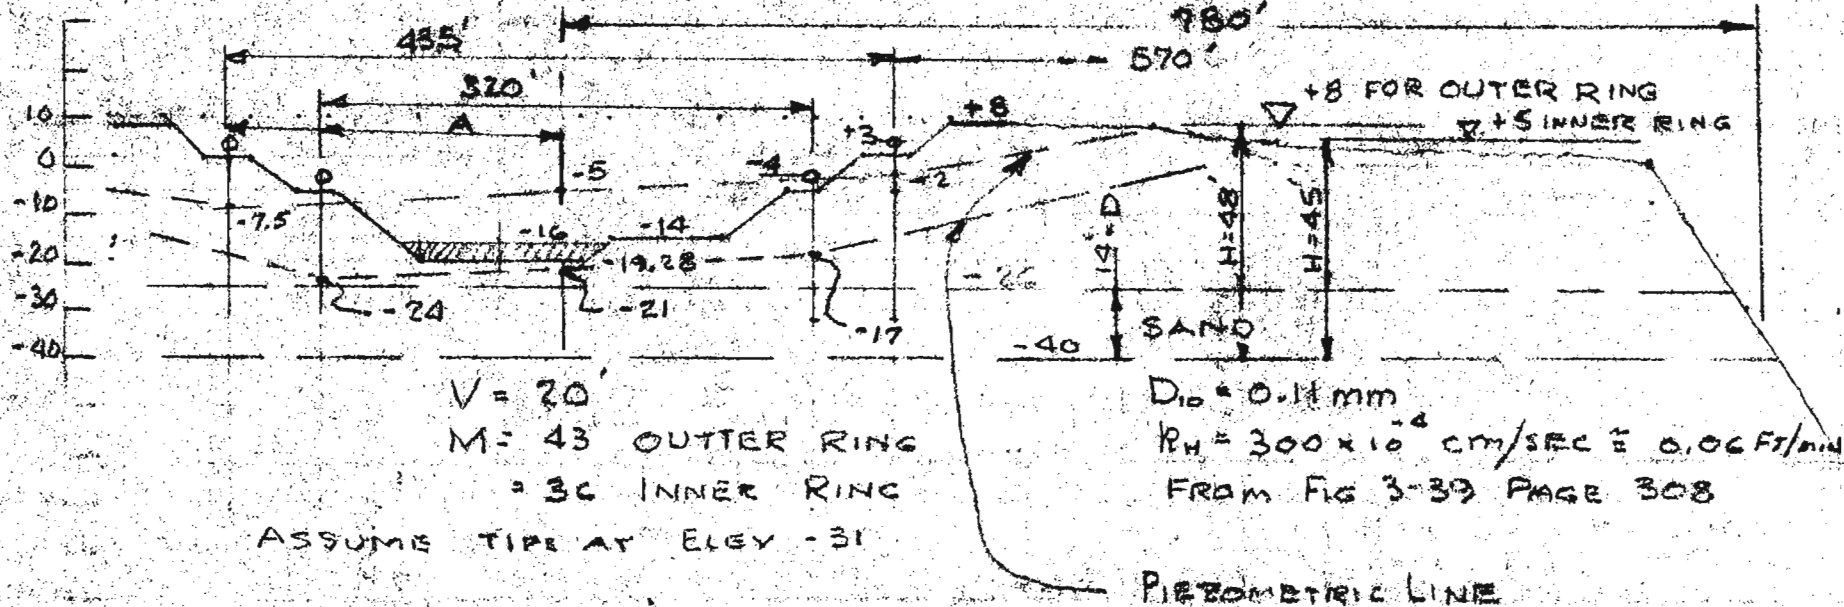 780'
435'
570'
320'
+8 FOR OUTER RING
+8
10
A
+3
+5 INNER RING
0
-4
-5
-2
-10
-7.5
-16
-14
14'=D
H=48'
H=45'
-20
-19.28
-26
-30
-24
-21
-17
SAND
-40
-40
V = 20'
D₁₀ = 0.11 mm
M = 43 OUTTER RING
KH = 300 x 10⁻⁴ cm/SEC ≅ 0.06 FT/min
= 36 INNER RING
FROM FIG 3-39 PAGE 308
ASSUME TIPS AT ELEV -31
PIEZOMETRIC LINE